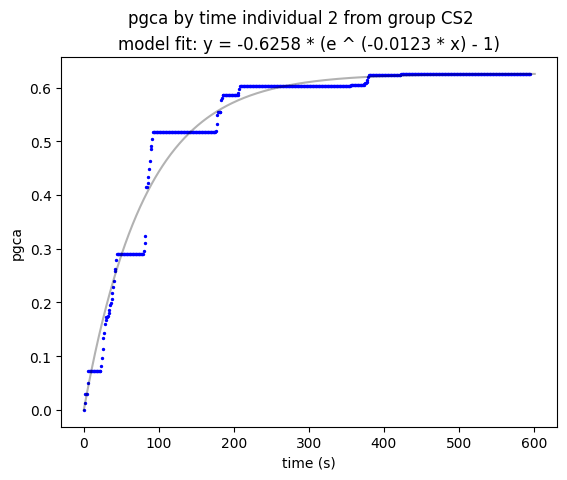 pgca by time individual 2 from group CS2
model fit: y = -0.6258 * (e ^ (-0.0123 * x) - 1)
0.6
0.5
0.4
0.3
0.2
0.1
0.0
pgca
0 100 200 300 400 500 600
time (s)